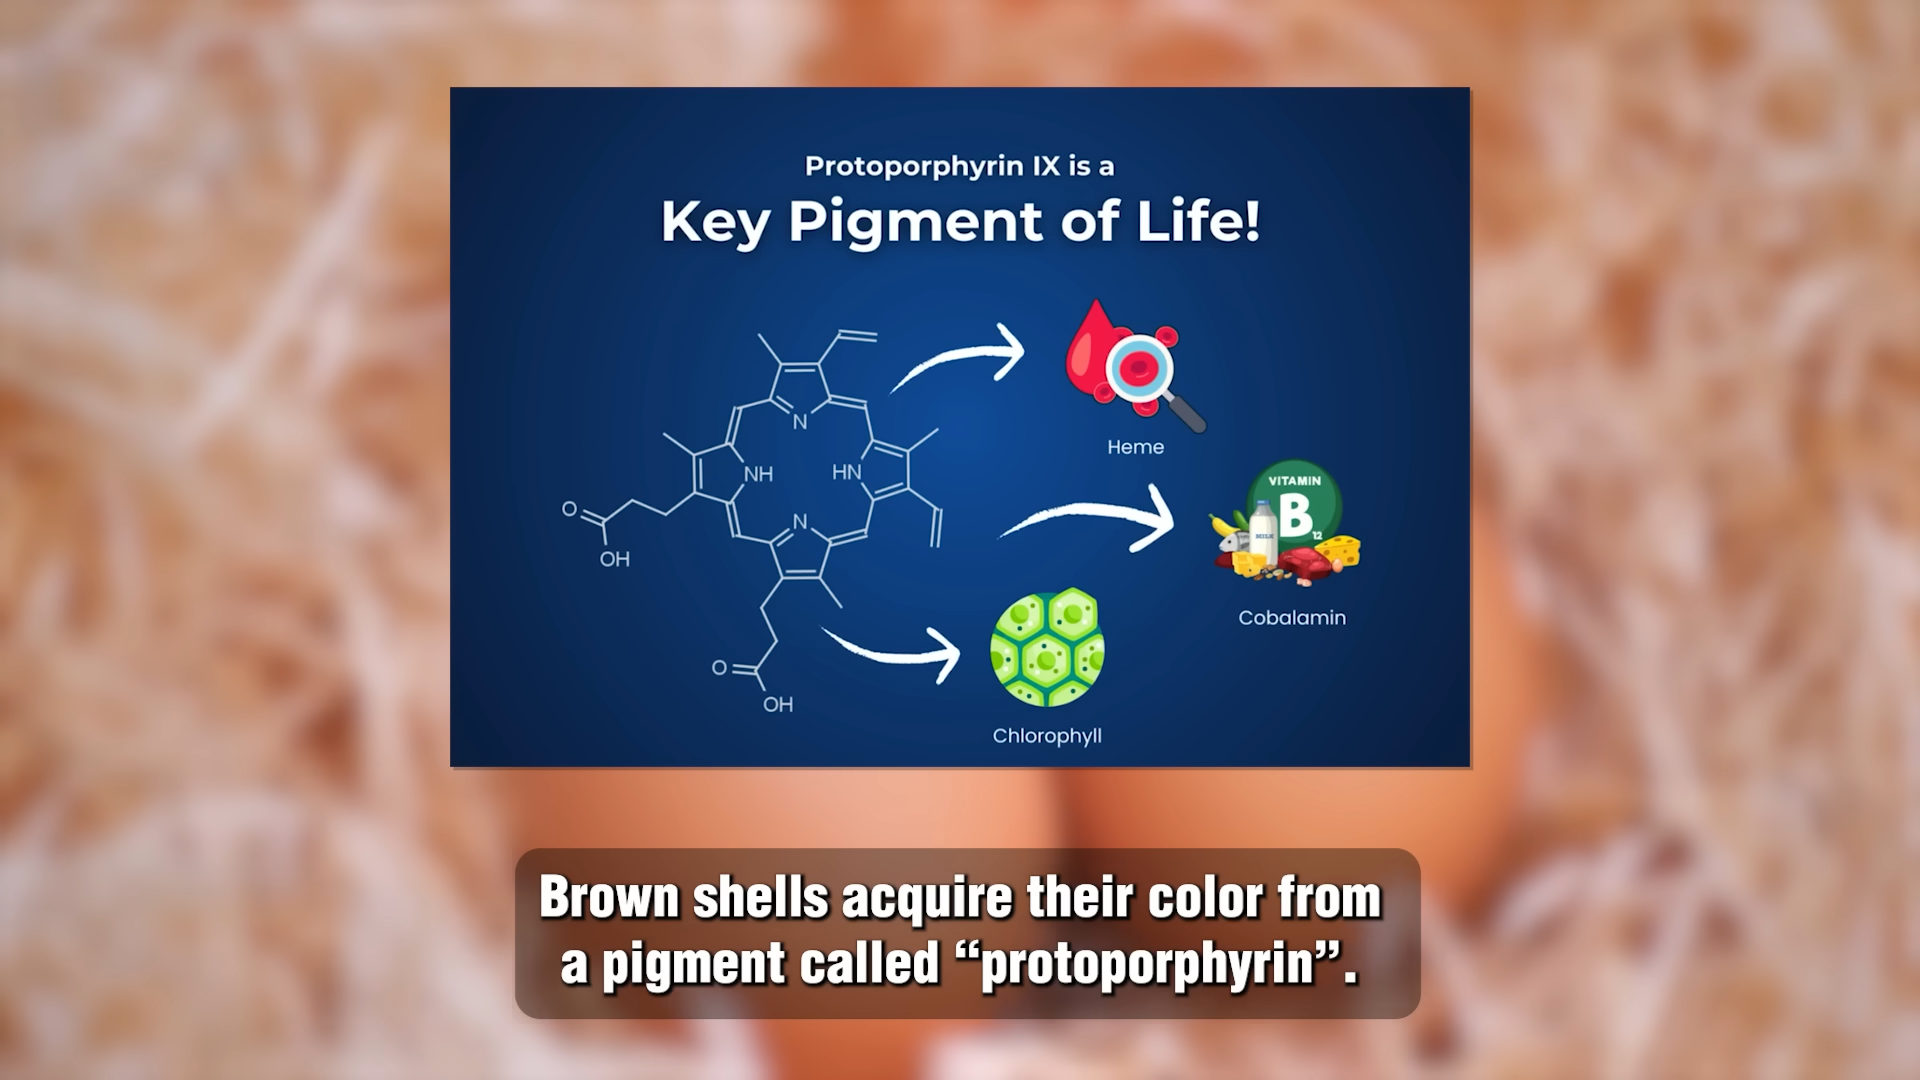 Protoporphyrin IX is a
Key Pigment of Life!
N
NH
HN
N
O
OH
O
OH
Heme
VITAMIN
B
12
MILK
Cobalamin
Chlorophyll
Brown shells acquire their color from
a pigment called “protoporphyrin”.